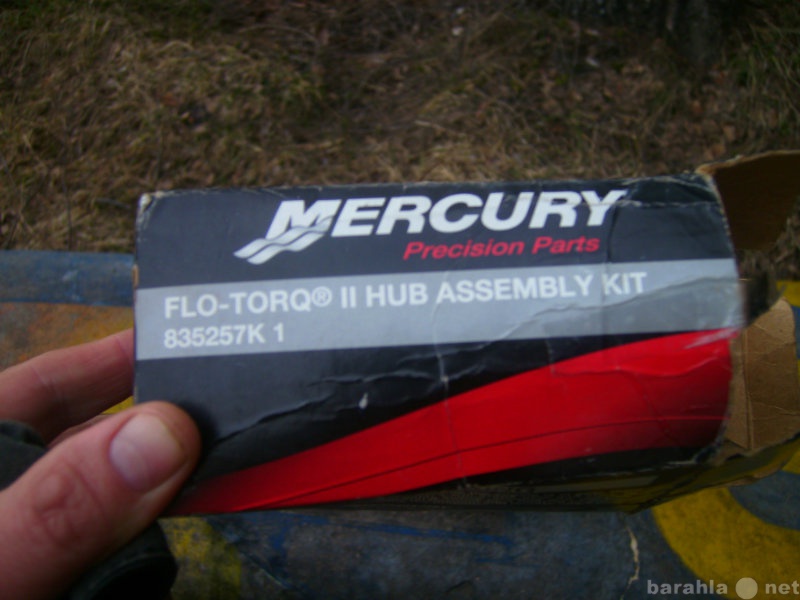 MERCURY
Precision Parts
FLO-TORQ® II HUB ASSEMBLY KIT
835257K 1
barahla net